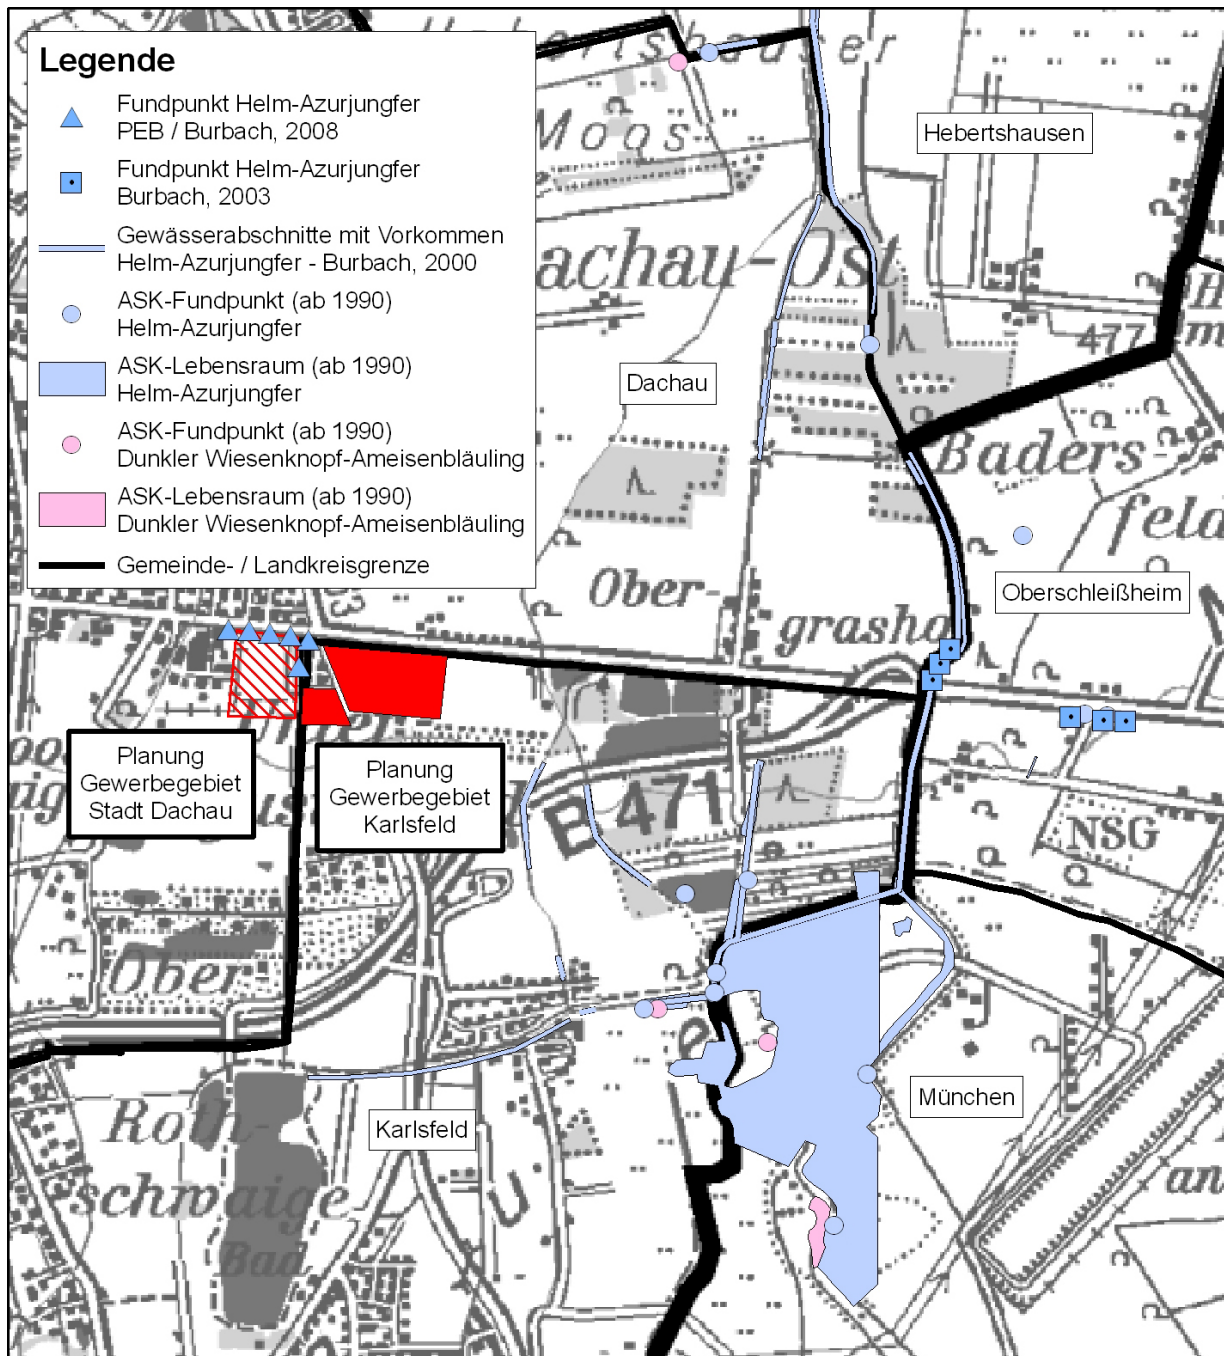 Legende
Fundpunkt Helm-Azurjungfer
PEB / Burbach, 2008
Fundpunkt Helm-Azurjungfer
Burbach, 2003
Gewässerabschnitte mit Vorkommen
Helm-Azurjungfer - Burbach, 2000
ASK-Fundpunkt (ab 1990)
Helm-Azurjungfer
ASK-Lebensraum (ab 1990)
Helm-Azurjungfer
ASK-Fundpunkt (ab 1990)
Dunkler Wiesenknopf-Ameisenbläuling
ASK-Lebensraum (ab 1990)
Dunkler Wiesenknopf-Ameisenbläuling
Gemeinde- / Landkreisgrenze
Moos
Hebertshausen
achau-Ost
477
Dachau
Baders-
feld
Ober-
grasha
Oberschleißheim
Planung
Gewerbegebiet
Stadt Dachau
Planung
Gewerbegebiet
Karlsfeld
B 471
NSG
Ober
München
Karlsfeld
Roth-
schwaige
Bad
an